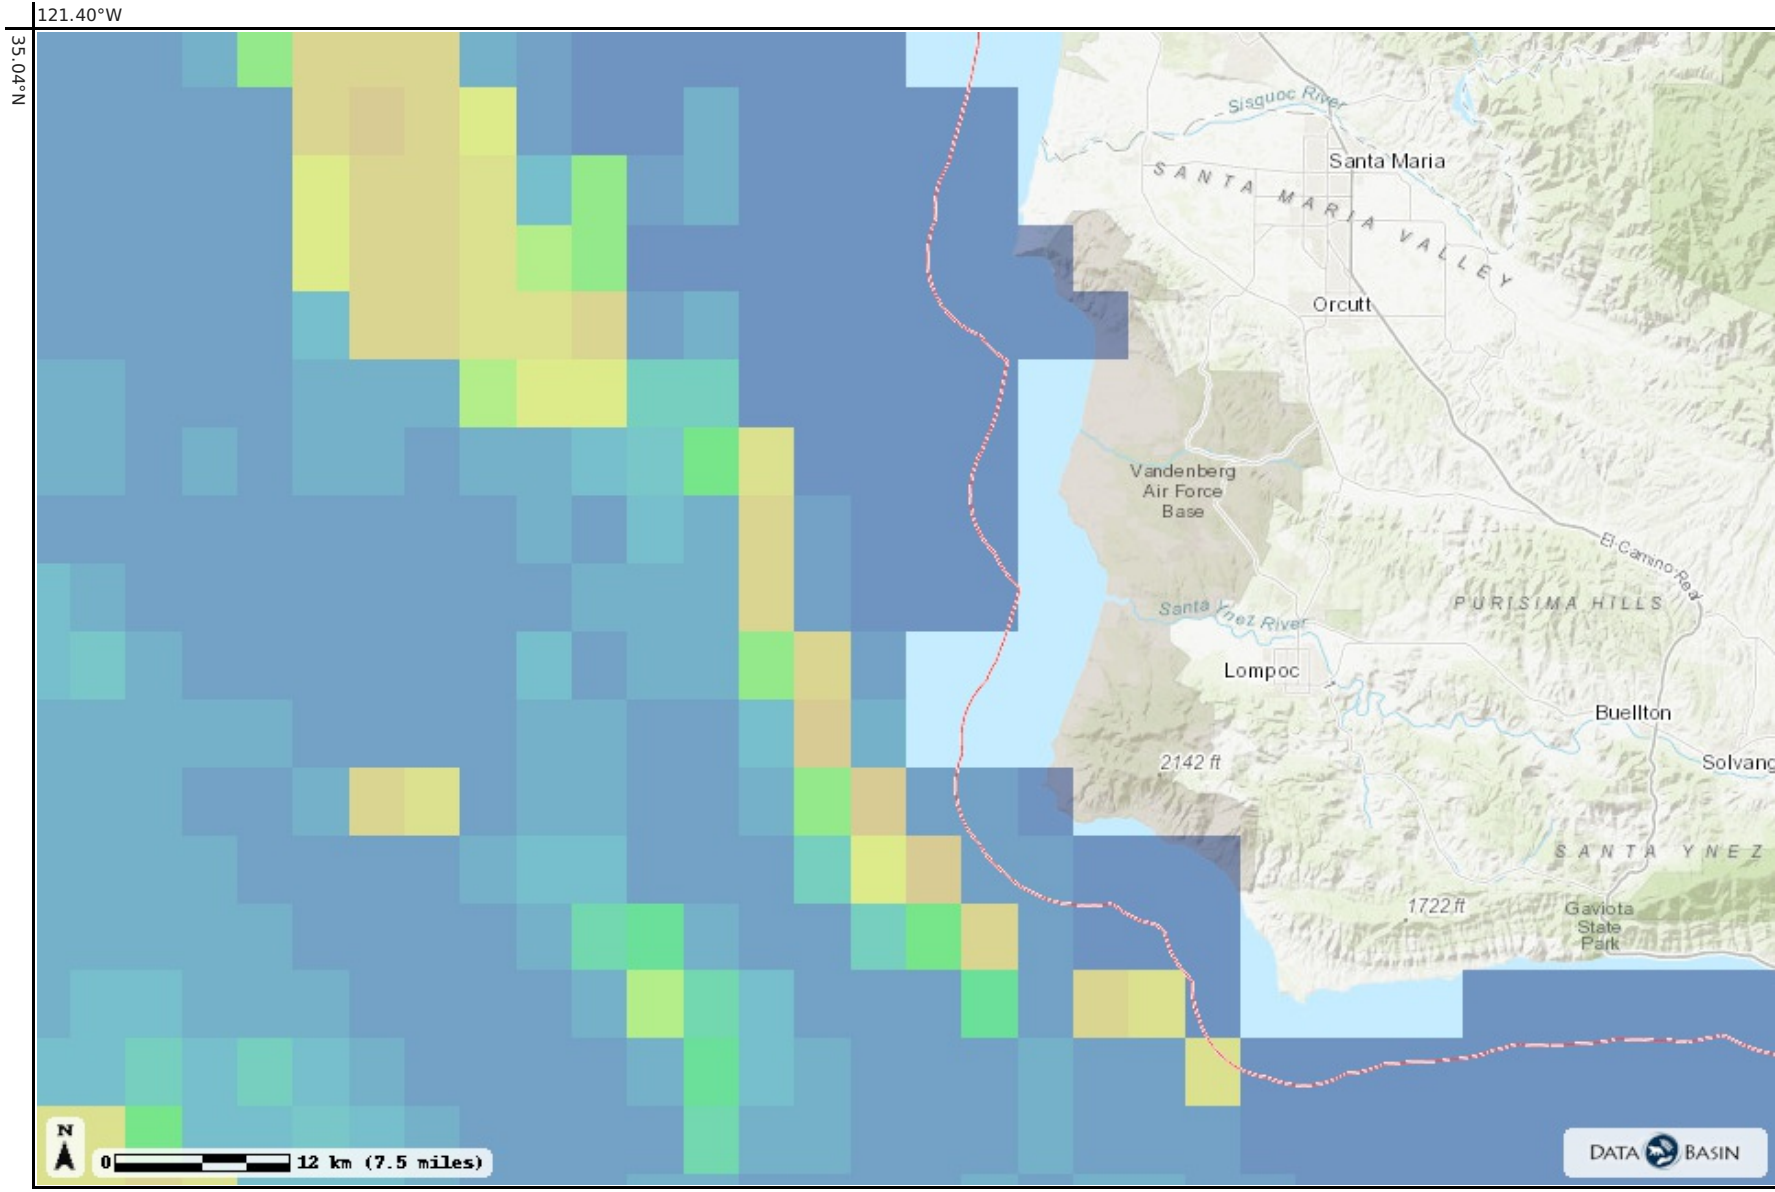 121.40°W
35.04°N
Sisquoc River
Santa Maria
SANTA MARIA VALLEY
Orcutt
Vandenberg
Air Force
Base
El Camino Real
PURISIMA HILLS
Santa Ynez River
Lompoc
Buellton
2142 ft
Solvang
SANTA YNEZ
1722 ft
Gaviota
State
Park
N
0 12 km (7.5 miles)
DATA BASIN